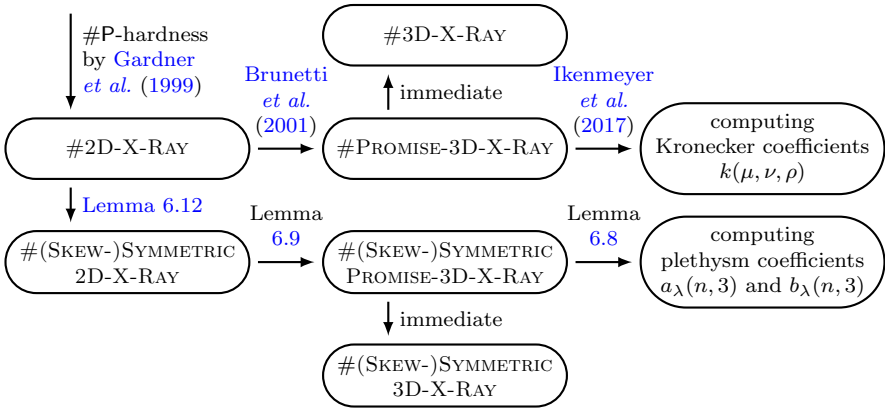 #P-hardness
by Gardner
et al. (1999)
#3D-X-Ray
immediate
Brunetti
et al.
(2001)
Ikenmeyer
et al.
(2017)
#2D-X-Ray
#Promise-3D-X-Ray
computing
Kronecker coefficients
k(μ, ν, ρ)
Lemma 6.12
Lemma
6.9
Lemma
6.8
#(Skew-)Symmetric
2D-X-Ray
#(Skew-)Symmetric
Promise-3D-X-Ray
computing
plethysm coefficients
aλ(n, 3) and bλ(n, 3)
immediate
#(Skew-)Symmetric
3D-X-Ray